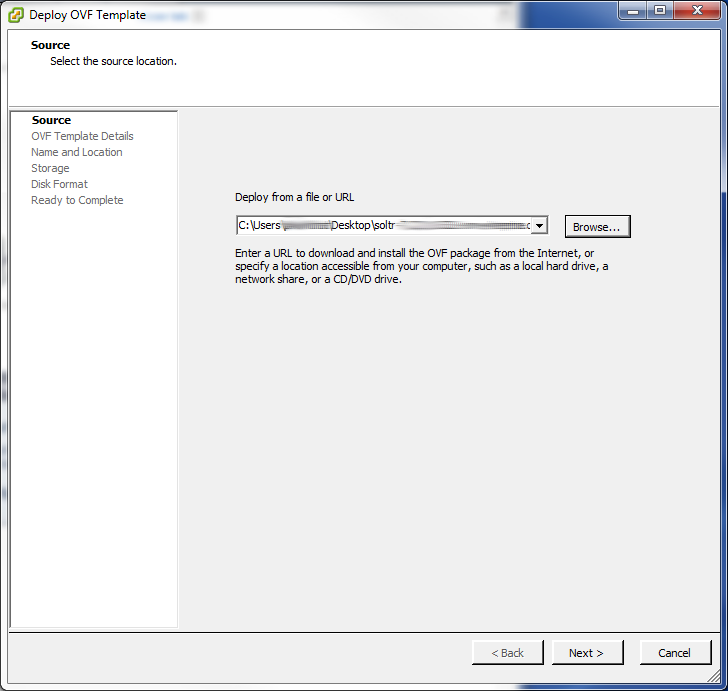 Deploy OVF Template
Source
Select the source location.
Source
OVF Template Details
Name and Location
Storage
Disk Format
Ready to Complete
Deploy from a file or URL
C:\Users\ \Desktop\soltr
Browse...
Enter a URL to download and install the OVF package from the Internet, or
specify a location accessible from your computer, such as a local hard drive, a
network share, or a CD/DVD drive.
< Back
Next >
Cancel